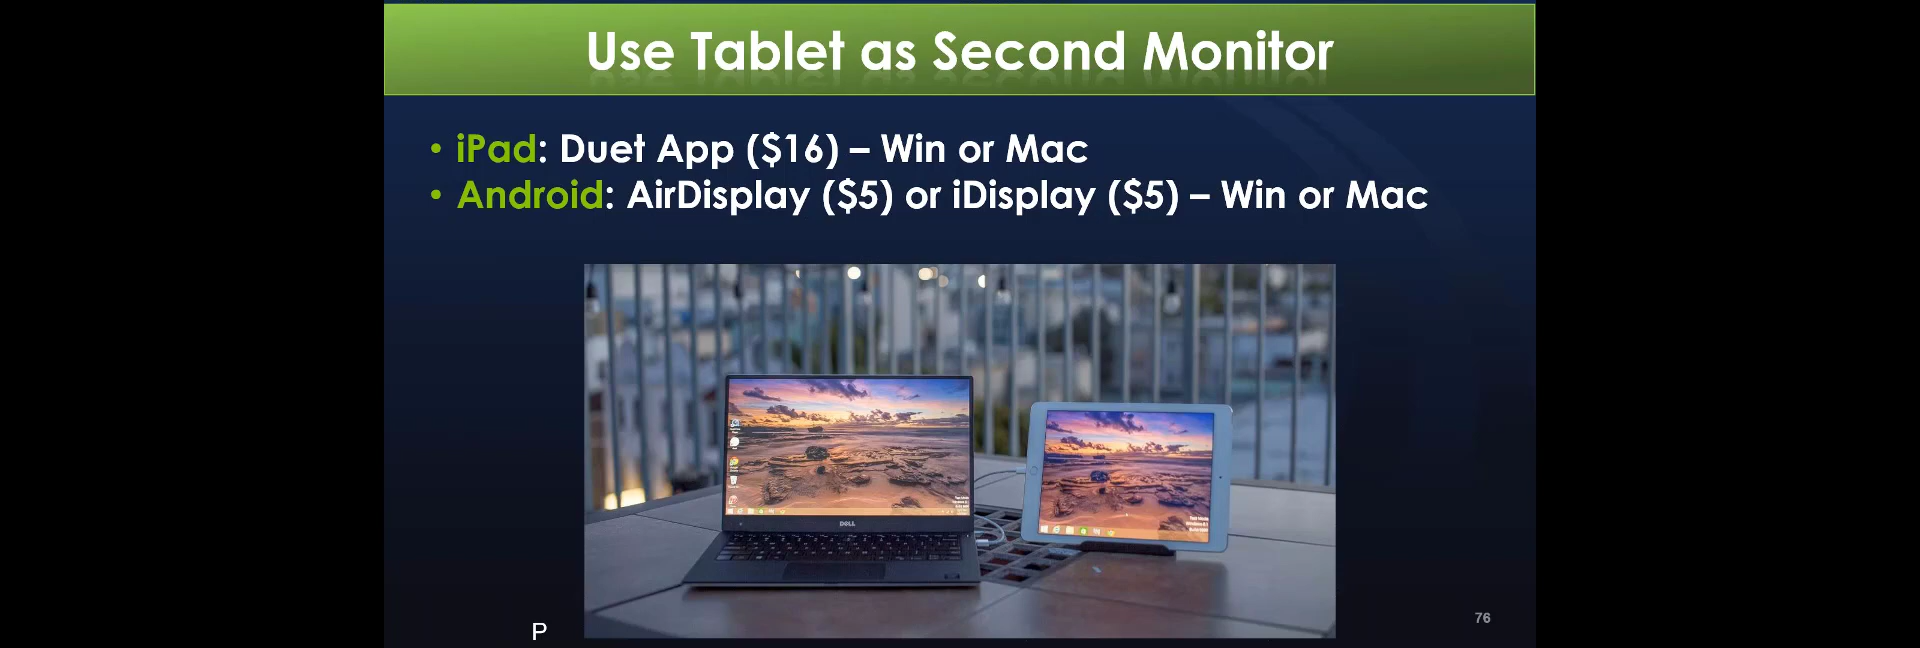 Use Tablet as Second Monitor
• iPad: Duet App ($16) – Win or Mac
• Android: AirDisplay ($5) or iDisplay ($5) – Win or Mac
DELL
76
P